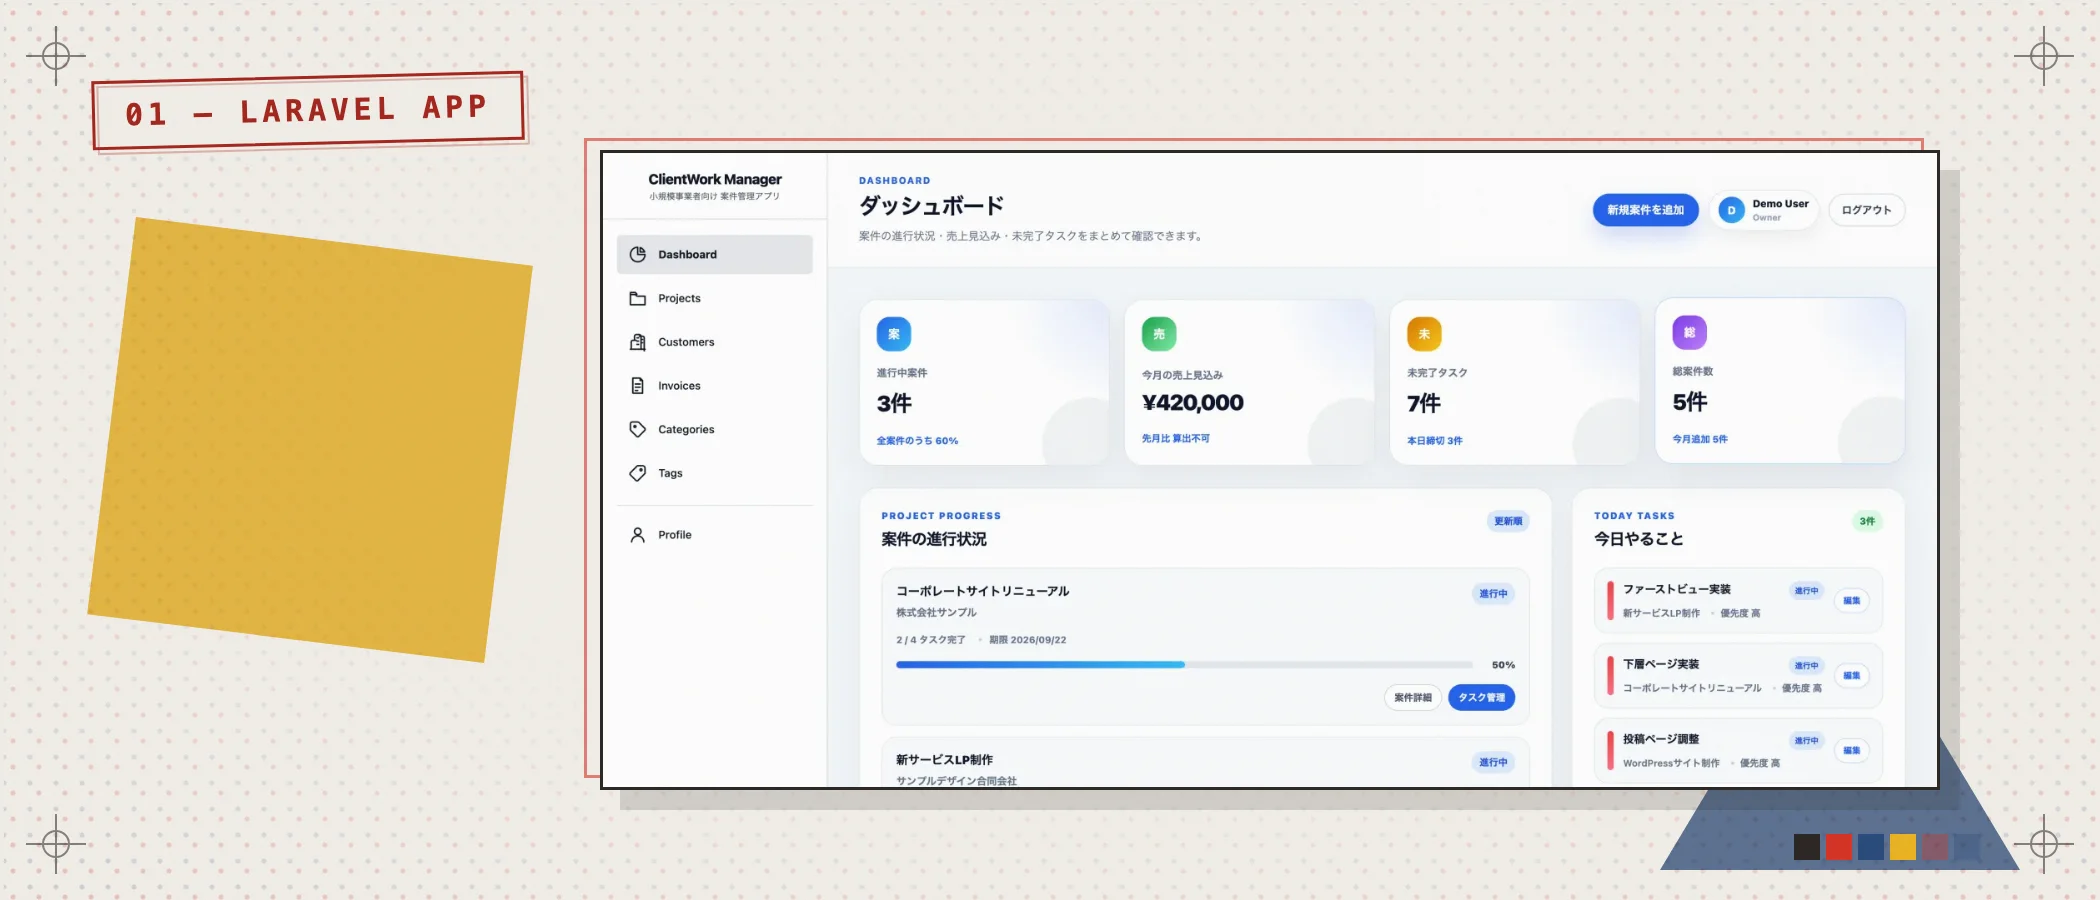 01 — LARAVEL APP
ClientWork Manager
小規模事業者向け 案件管理アプリ
Dashboard
Projects
Customers
Invoices
Categories
Tags
Profile
DASHBOARD
ダッシュボード
案件の進行状況・売上見込み・未完了タスクをまとめて確認できます。
新規案件を追加
D
Demo User
Owner
ログアウト
案
進行中案件
3件
全案件のうち 60%
売
今月の売上見込み
¥420,000
先月比 算出不可
未
未完了タスク
7件
本日締切 3件
総
総案件数
5件
今月追加 5件
PROJECT PROGRESS
案件の進行状況
更新順
コーポレートサイトリニューアル
進行中
株式会社サンプル
2 / 4 タスク完了 • 期限 2026/09/22
50%
案件詳細
タスク管理
新サービスLP制作
進行中
サンプルデザイン合同会社
TODAY TASKS
今日やること
3件
ファーストビュー実装
進行中
編集
新サービスLP制作 • 優先度 高
下層ページ実装
進行中
編集
コーポレートサイトリニューアル • 優先度 高
投稿ページ調整
進行中
編集
WordPressサイト制作 • 優先度 高